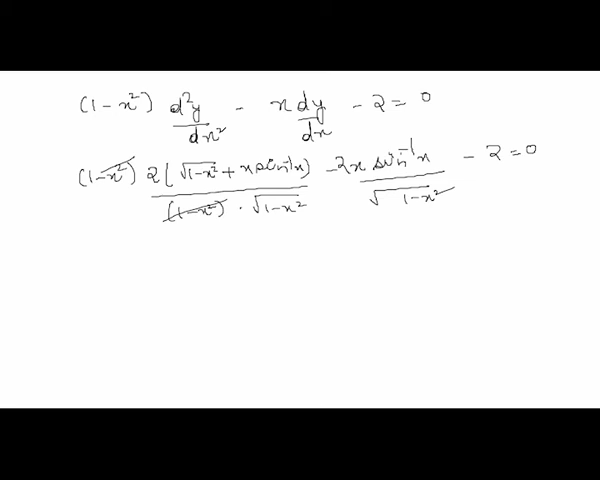 (1-x²) d²y/dx² - x dy/dx - 2 = 0
(1-x²) 2(√1-x² + x sin⁻¹x)/(1-x²)·√1-x² - 2x sin⁻¹x/√1-x² - 2 = 0